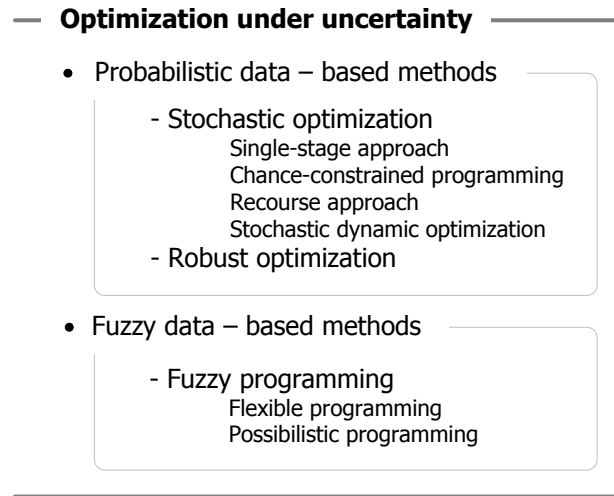 Optimization under uncertainty
• Probabilistic data – based methods
- Stochastic optimization
Single-stage approach
Chance-constrained programming
Recourse approach
Stochastic dynamic optimization
- Robust optimization
• Fuzzy data – based methods
- Fuzzy programming
Flexible programming
Possibilistic programming